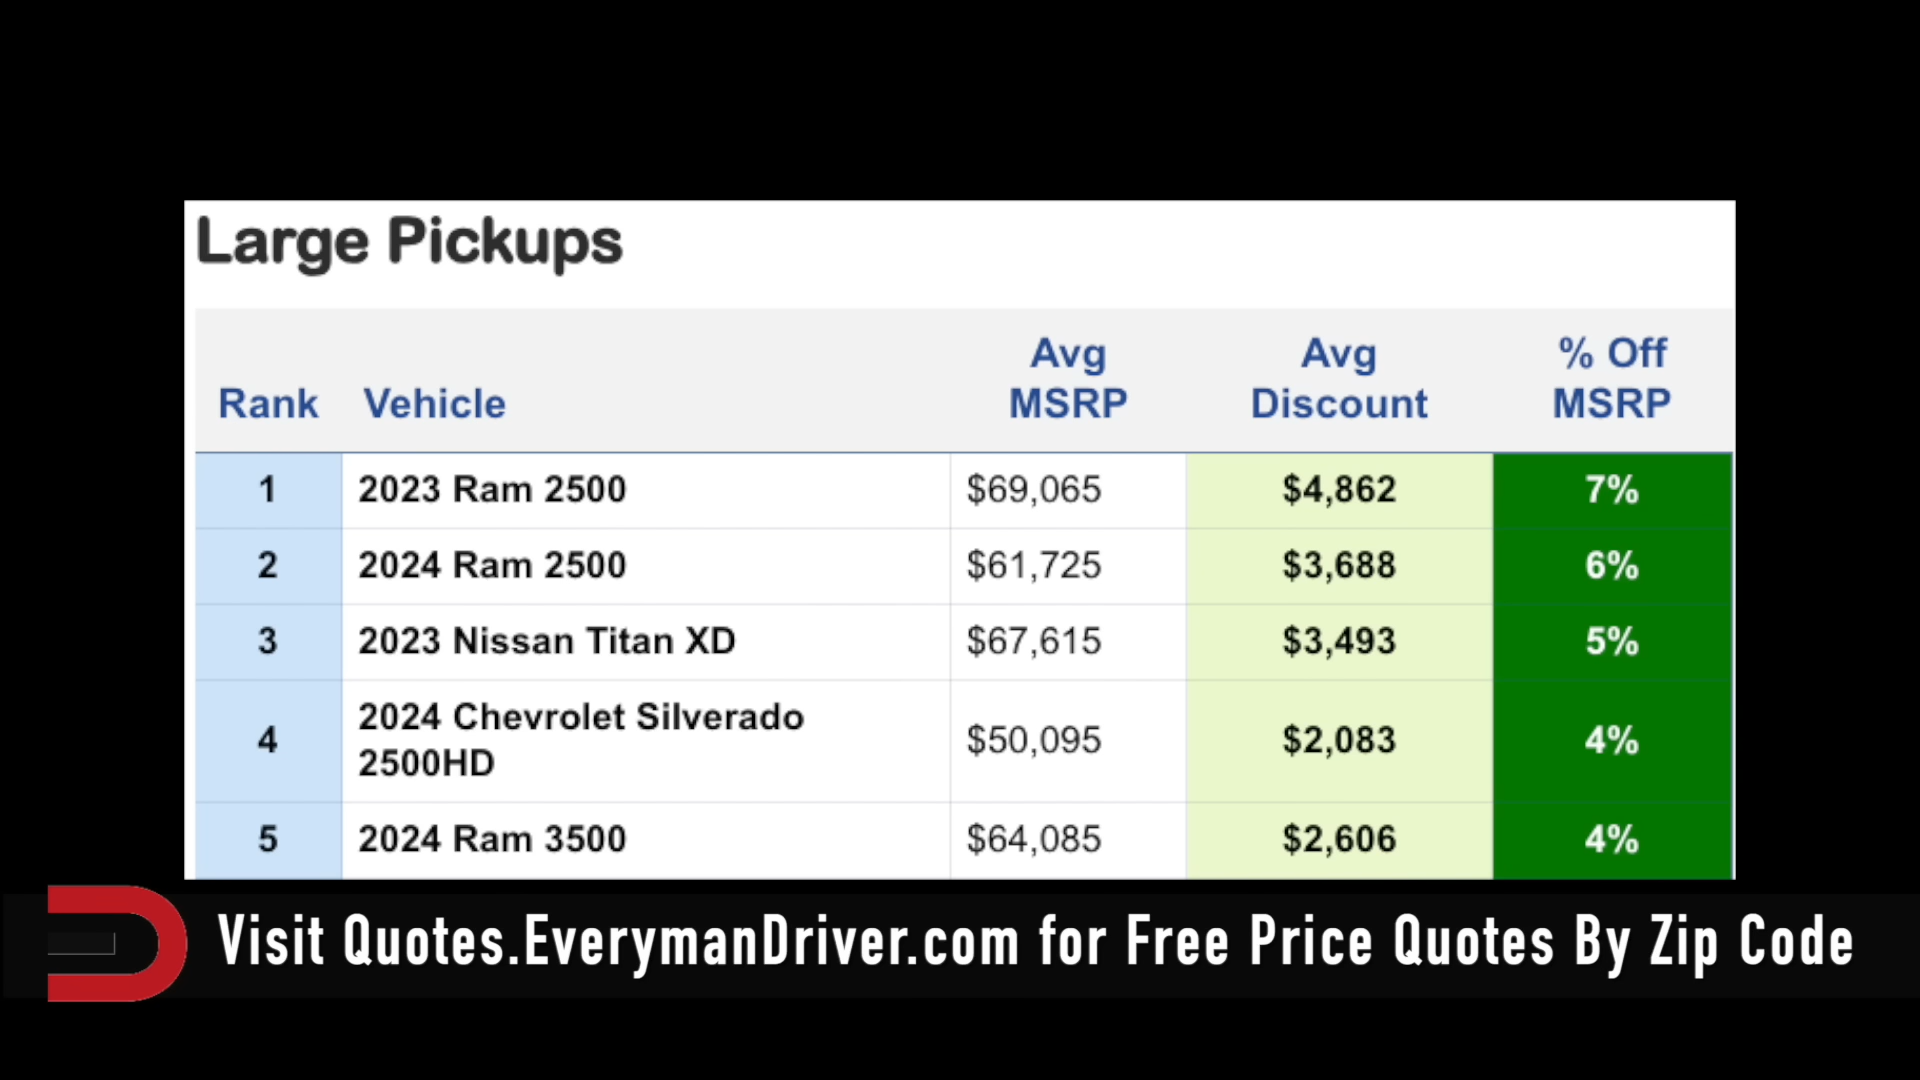 Large Pickups
Rank Vehicle Avg MSRP Avg Discount % Off MSRP
1 2023 Ram 2500 $69,065 $4,862 7%
2 2024 Ram 2500 $61,725 $3,688 6%
3 2023 Nissan Titan XD $67,615 $3,493 5%
4 2024 Chevrolet Silverado 2500HD $50,095 $2,083 4%
5 2024 Ram 3500 $64,085 $2,606 4%
Visit Quotes.EverymanDriver.com for Free Price Quotes By Zip Code